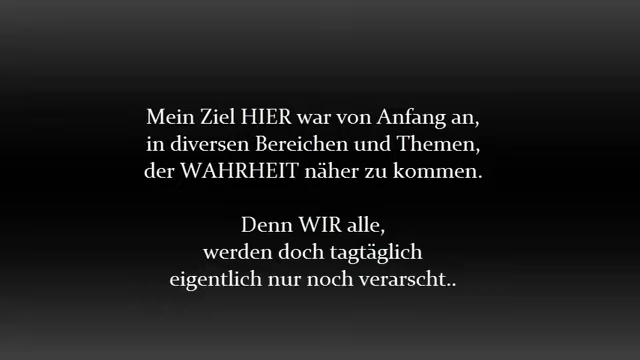 Mein Ziel HIER war von Anfang an,
in diversen Bereichen und Themen,
der WAHRHEIT näher zu kommen.
Denn WIR alle,
werden doch tagtäglich
eigentlich nur noch verarscht..